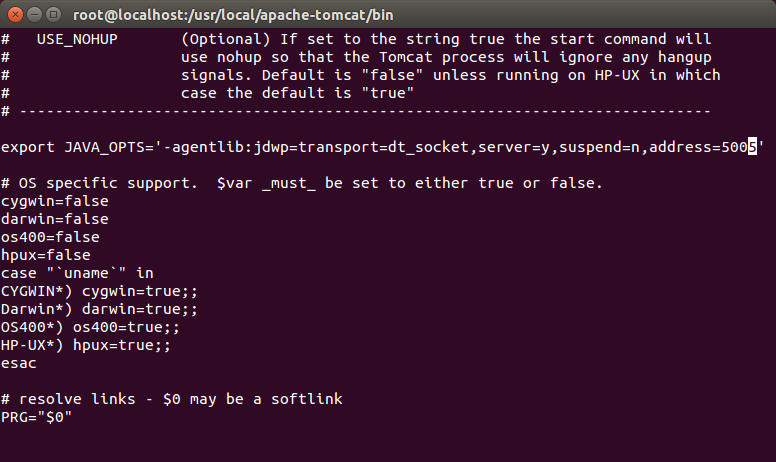 root@localhost:/usr/local/apache-tomcat/bin
#   USE_NOHUP       (Optional) If set to the string true the start command will
#                   use nohup so that the Tomcat process will ignore any hangup
#                   signals. Default is "false" unless running on HP-UX in which
#                   case the default is "true"
# -----------------------------------------------------------------------------
export JAVA_OPTS='-agentlib:jdwp=transport=dt_socket,server=y,suspend=n,address=5005'
# OS specific support.  $var _must_ be set to either true or false.
cygwin=false
darwin=false
os400=false
hpux=false
case "`uname`" in
CYGWIN*) cygwin=true;;
Darwin*) darwin=true;;
OS400*) os400=true;;
HP-UX*) hpux=true;;
esac
# resolve links - $0 may be a softlink
PRG="$0"